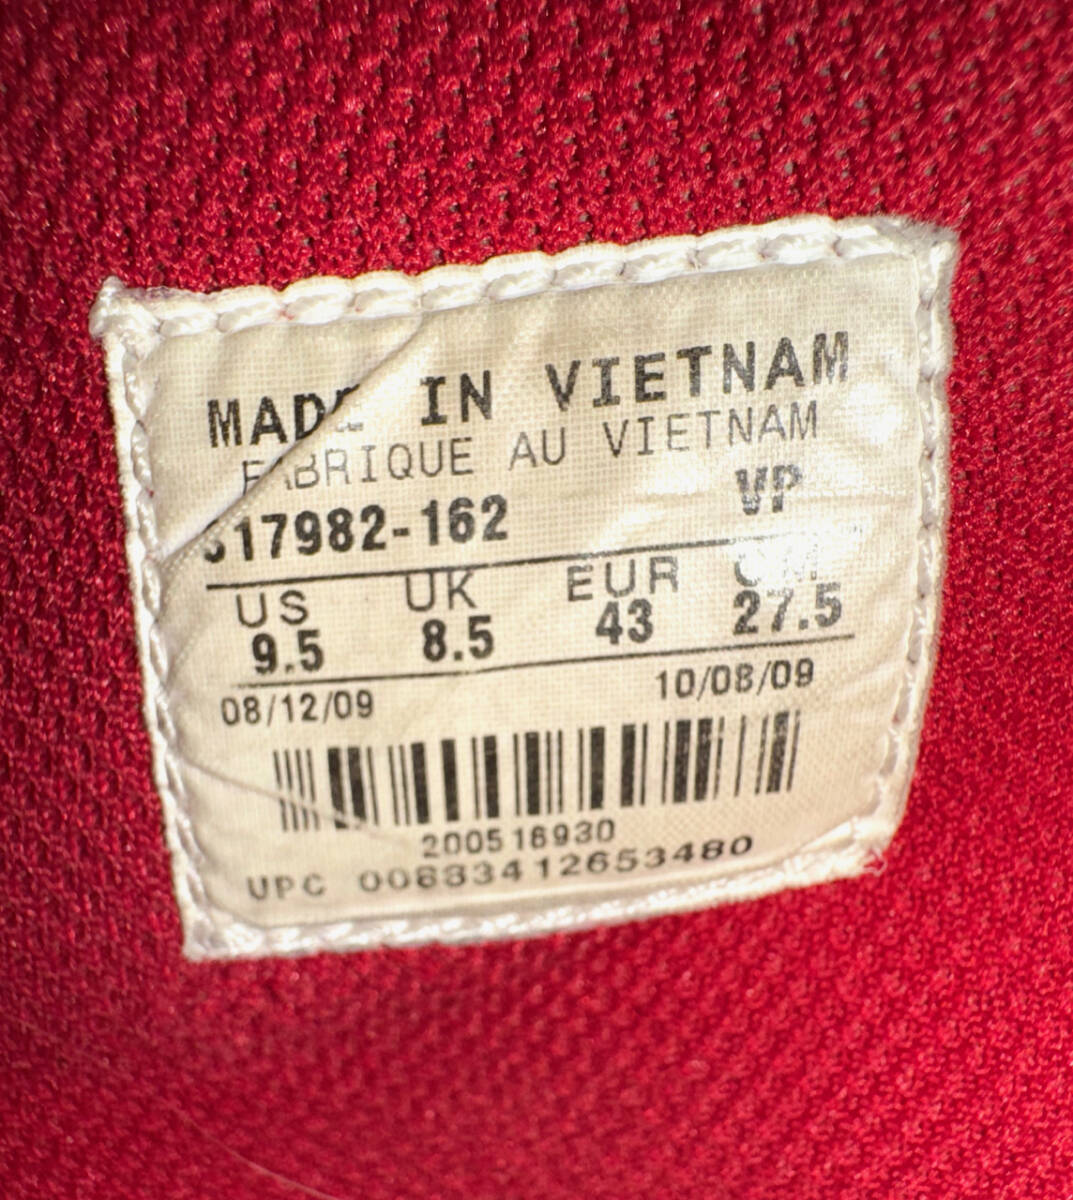 MADE IN VIETNAM
FABRIQUE AU VIETNAM
VP
317982-162
US UK EUR CM
9.5 8.5 43 27.5
08/12/09 10/08/09
200516930
UPC 00883412653480